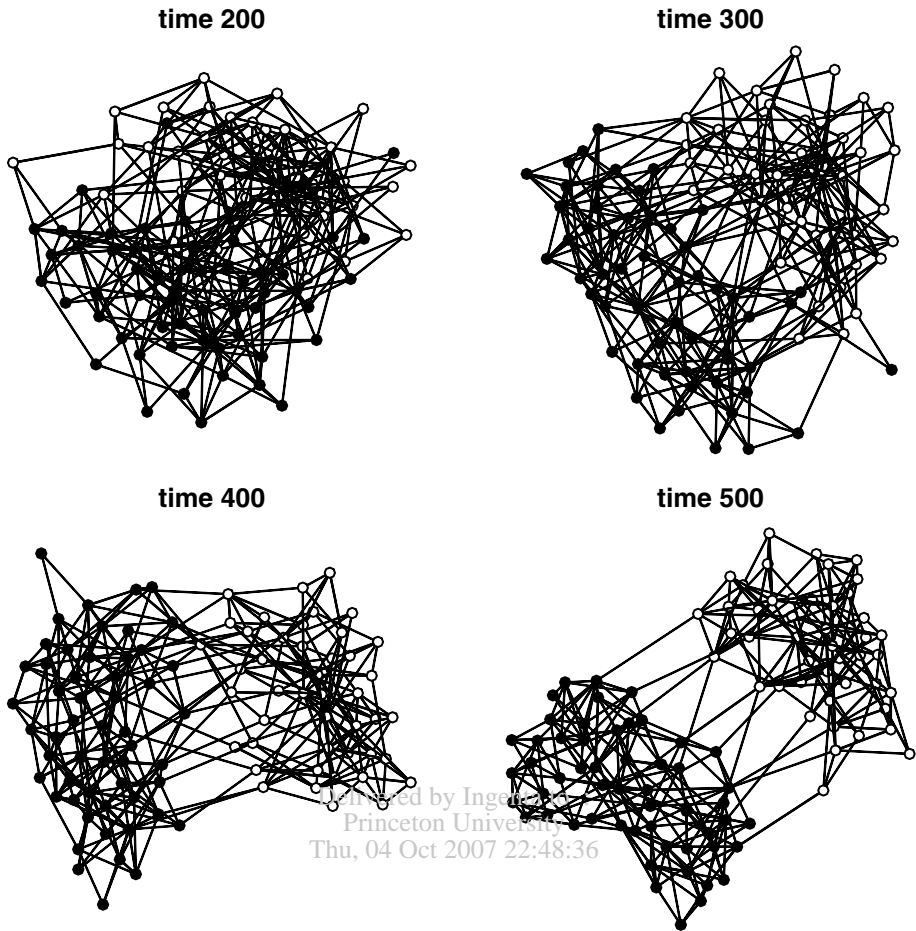 time 200
time 300
time 400
time 500
Delivered by Ingenta to
Princeton University
Thu, 04 Oct 2007 22:48:36